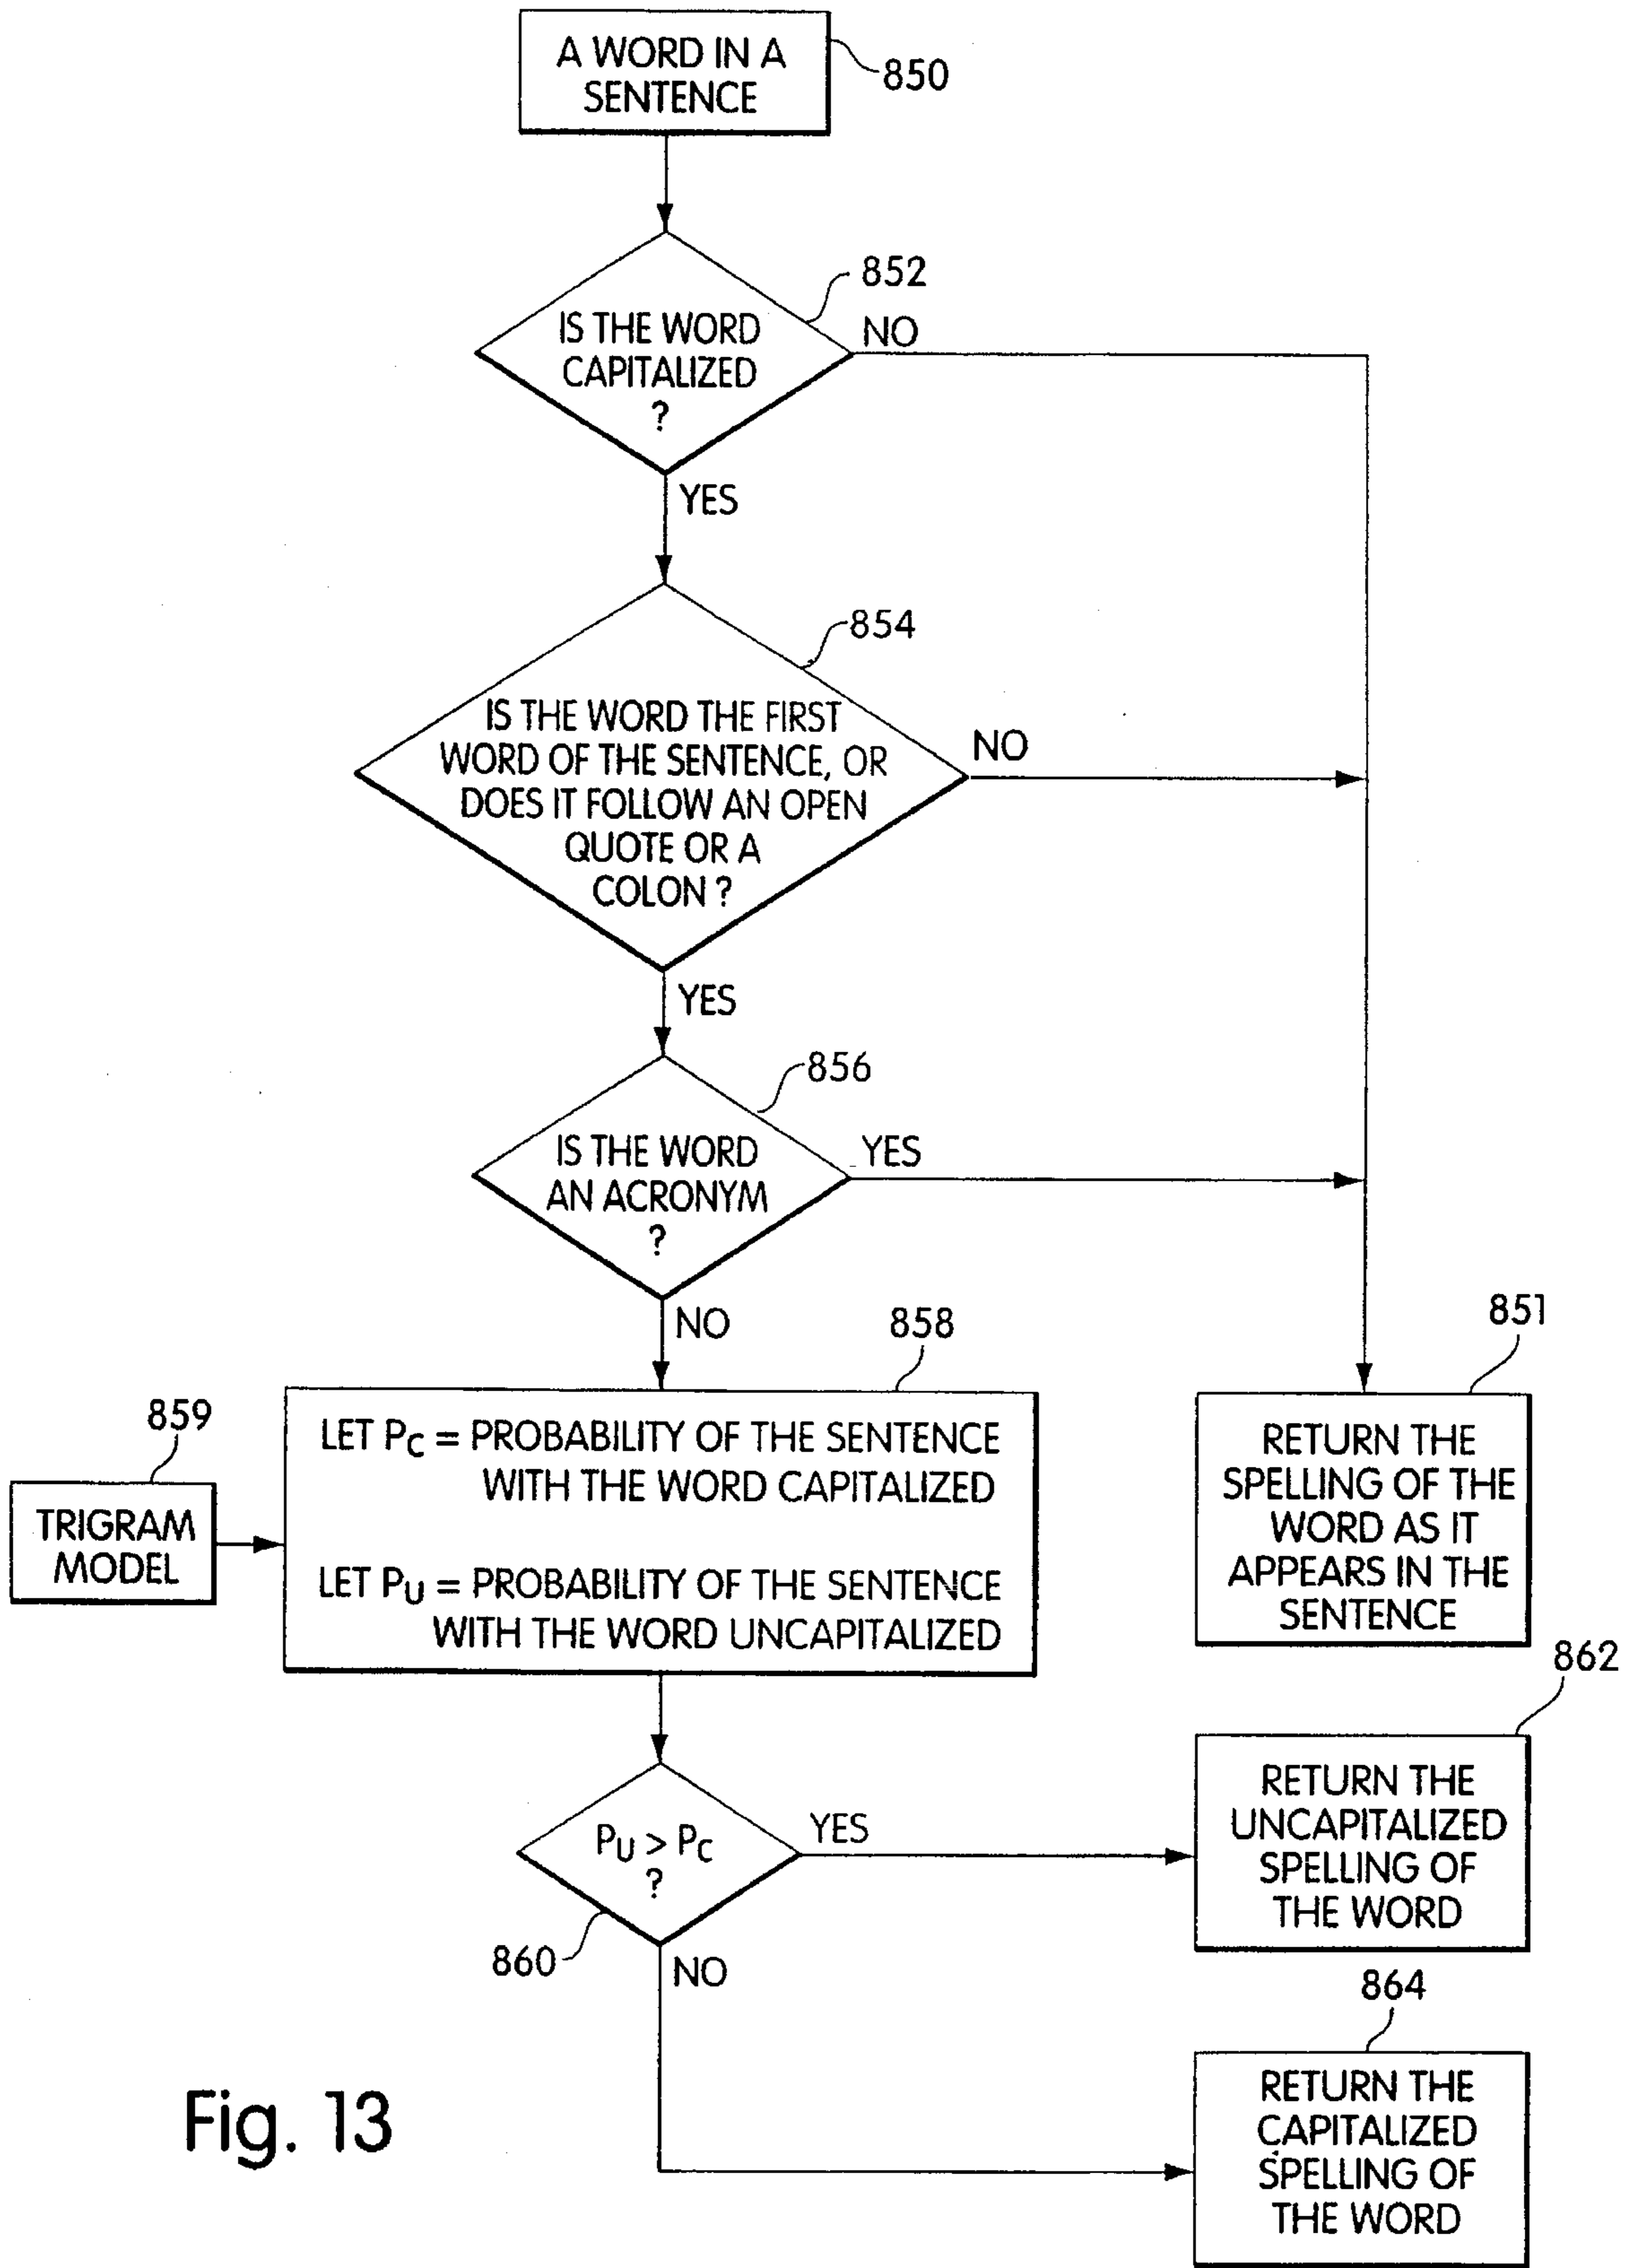 A WORD IN A
SENTENCE
850
852
IS THE WORD
CAPITALIZED
?
NO
YES
854
IS THE WORD THE FIRST
WORD OF THE SENTENCE, OR
DOES IT FOLLOW AN OPEN
QUOTE OR A
COLON ?
NO
YES
856
IS THE WORD
AN ACRONYM
?
YES
NO
858
851
859
TRIGRAM
MODEL
LET PC = PROBABILITY OF THE SENTENCE
WITH THE WORD CAPITALIZED
LET PU = PROBABILITY OF THE SENTENCE
WITH THE WORD UNCAPITALIZED
RETURN THE
SPELLING OF THE
WORD AS IT
APPEARS IN THE
SENTENCE
862
PU > PC
?
YES
860
NO
RETURN THE
UNCAPITALIZED
SPELLING OF
THE WORD
864
RETURN THE
CAPITALIZED
SPELLING OF
THE WORD
Fig. 13